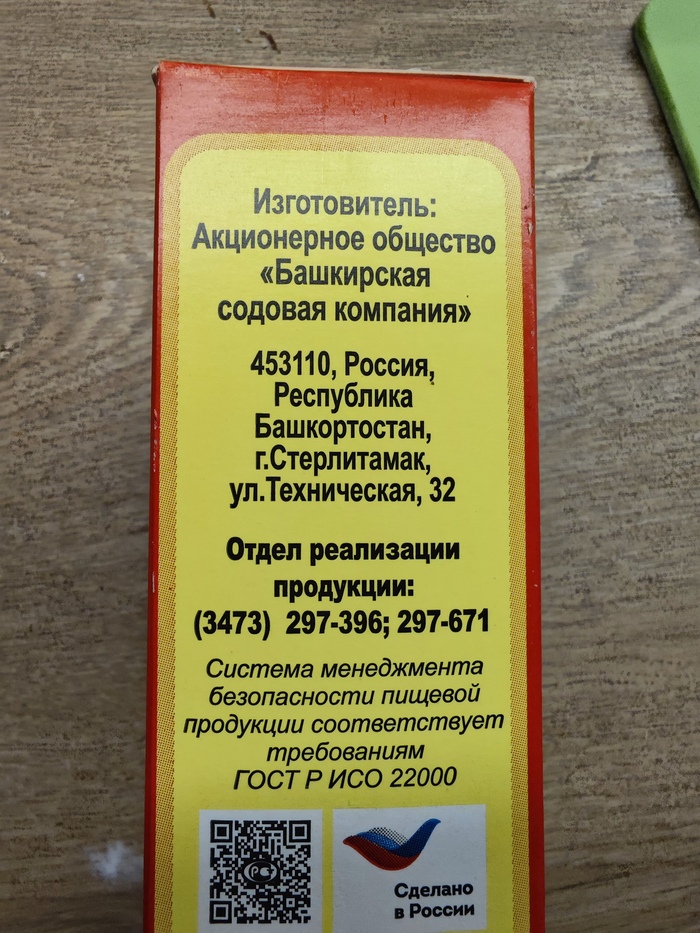 Изготовитель:
Акционерное общество
«Башкирская
содовая компания»
453110, Россия,
Республика
Башкортостан,
г.Стерлитамак,
ул.Техническая, 32
Отдел реализации
продукции:
(3473) 297-396; 297-671
Система менеджмента
безопасности пищевой
продукции соответствует
требованиям
ГОСТ Р ИСО 22000
Сделано
в России